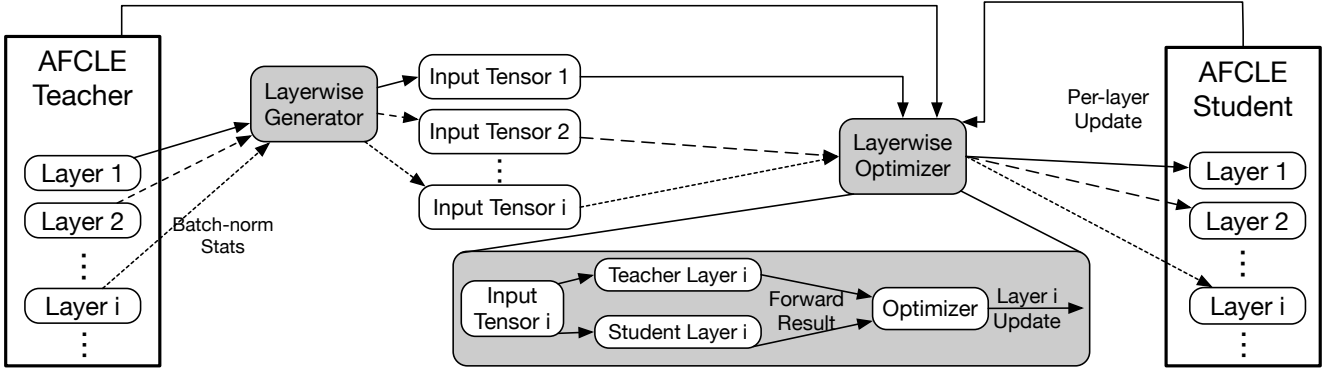 AFCLE
Teacher
Layer 1
Layer 2
Layer i
Batch-norm
Stats
Layerwise
Generator
Input Tensor 1
Input Tensor 2
Input Tensor i
Layerwise
Optimizer
Per-layer
Update
AFCLE
Student
Layer 1
Layer 2
Layer i
Input
Tensor i
Teacher Layer i
Student Layer i
Forward
Result
Optimizer
Layer i
Update